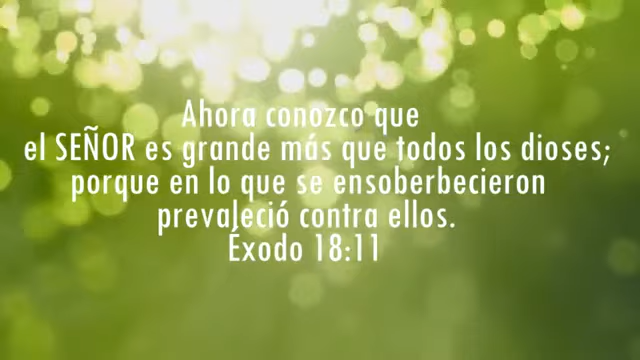 Ahora conozco que
el SEÑOR es grande más que todos los dioses;
porque en lo que se ensoberbecieron
prevaleció contra ellos.
Éxodo 18:11